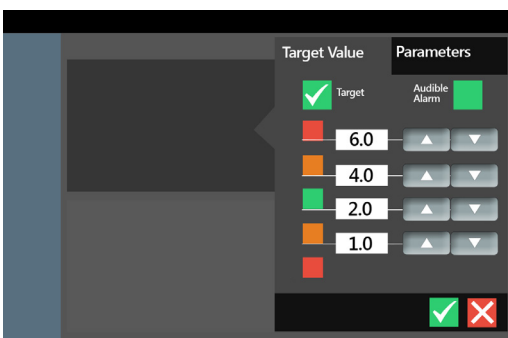 Target Value
Parameters
Target
Audible
Alarm
6.0
4.0
2.0
1.0